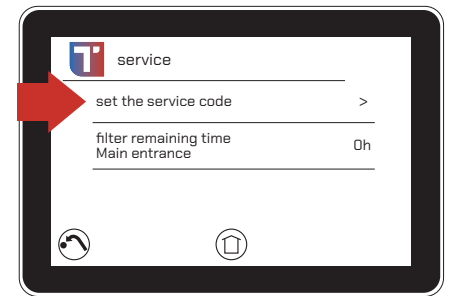 T
service
set the service code >
filter remaining time
Main entrance
0h